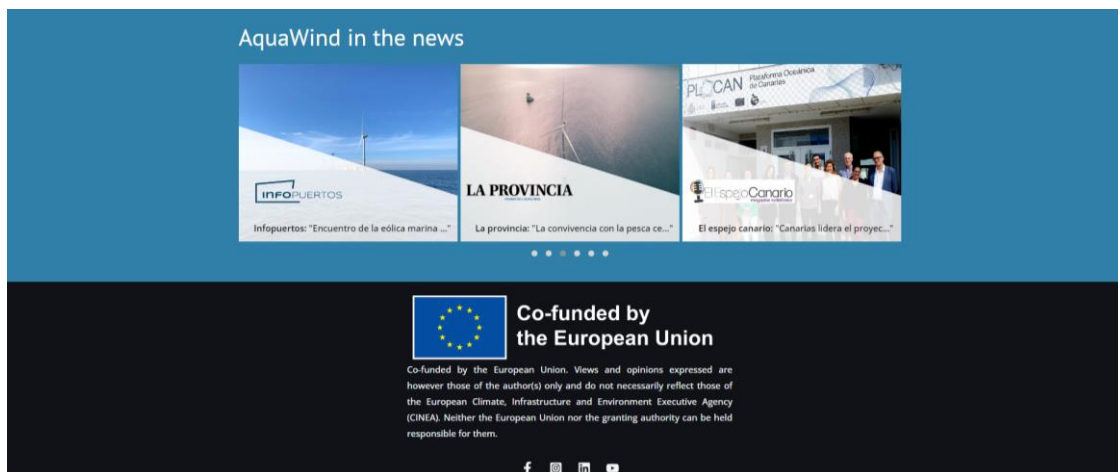 AquaWind in the news
INFOPUERTOS
Infopuertos: "Encuentro de la eólica marina ..."
LA PROVINCIA
La provincia: "La convivencia con la pesca ce..."
PLOCAN
Plataforma Oceánica
de Canarias
El Espejo Canario
El espejo canario: "Canarias lidera el proyec..."
Co-funded by
the European Union
Co-funded by the European Union. Views and opinions expressed are
however those of the author(s) only and do not necessarily reflect those of
the European Climate, Infrastructure and Environment Executive Agency
(CINEA). Neither the European Union nor the granting authority can be held
responsible for them.